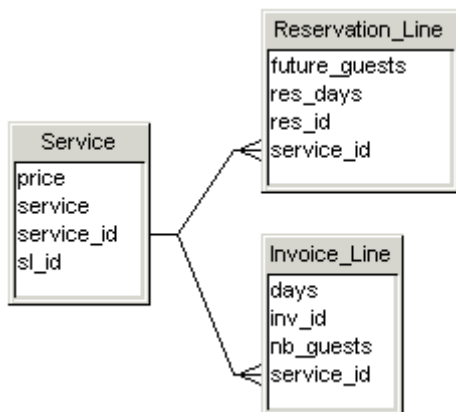 Service
price
service
service_id
sl_id
Reservation_Line
future_guests
res_days
res_id
service_id
Invoice_Line
days
inv_id
nb_guests
service_id